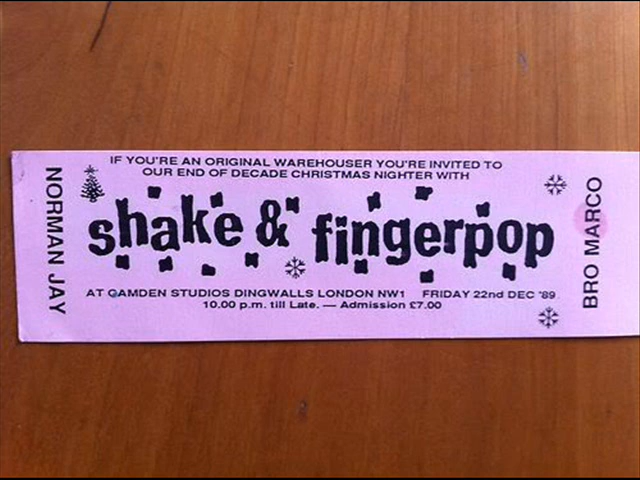 IF YOU'RE AN ORIGINAL WAREHOUSER YOU'RE INVITED TO
OUR END OF DECADE CHRISTMAS NIGHTER WITH
NORMAN JAY
shake & fingerpop
BRO MARCO
AT CAMDEN STUDIOS DINGWALLS LONDON NW1 FRIDAY 22nd DEC '89
10.00 p.m. till Late. — Admission £7.00